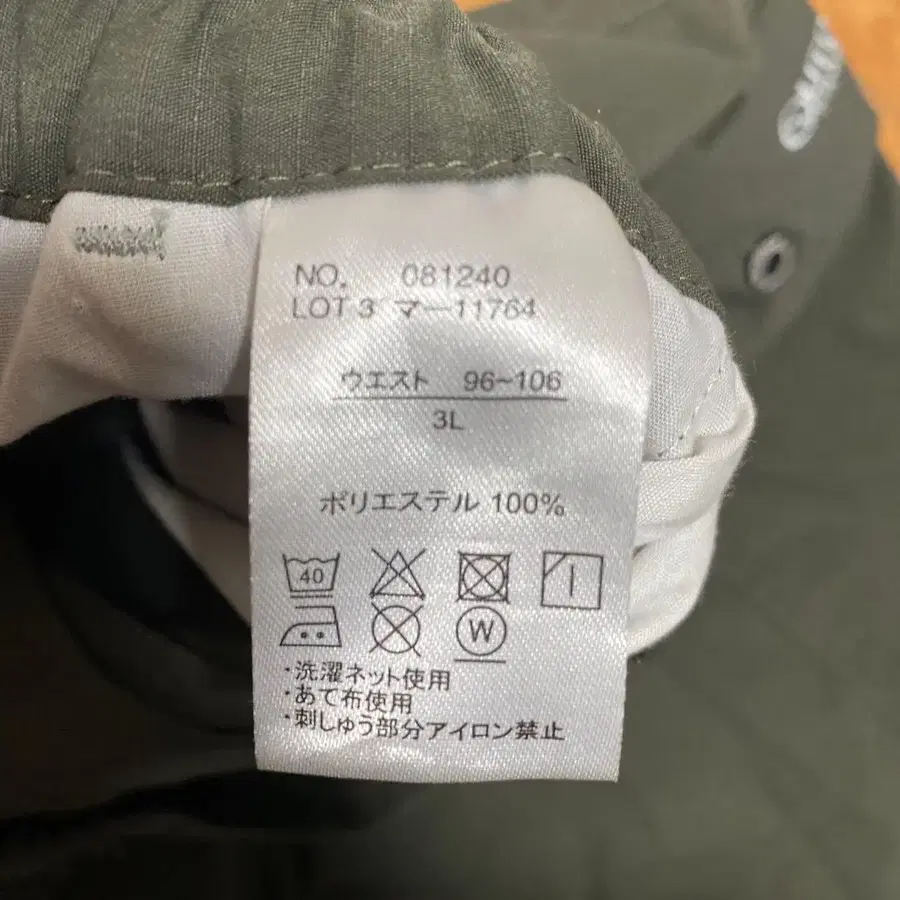 NO. 081240
LOT 3 マー11764
ウエスト 96~106
3L
ポリエステル 100%
40
W
・洗濯ネット使用
・あて布使用
・刺しゅう部分アイロン禁止